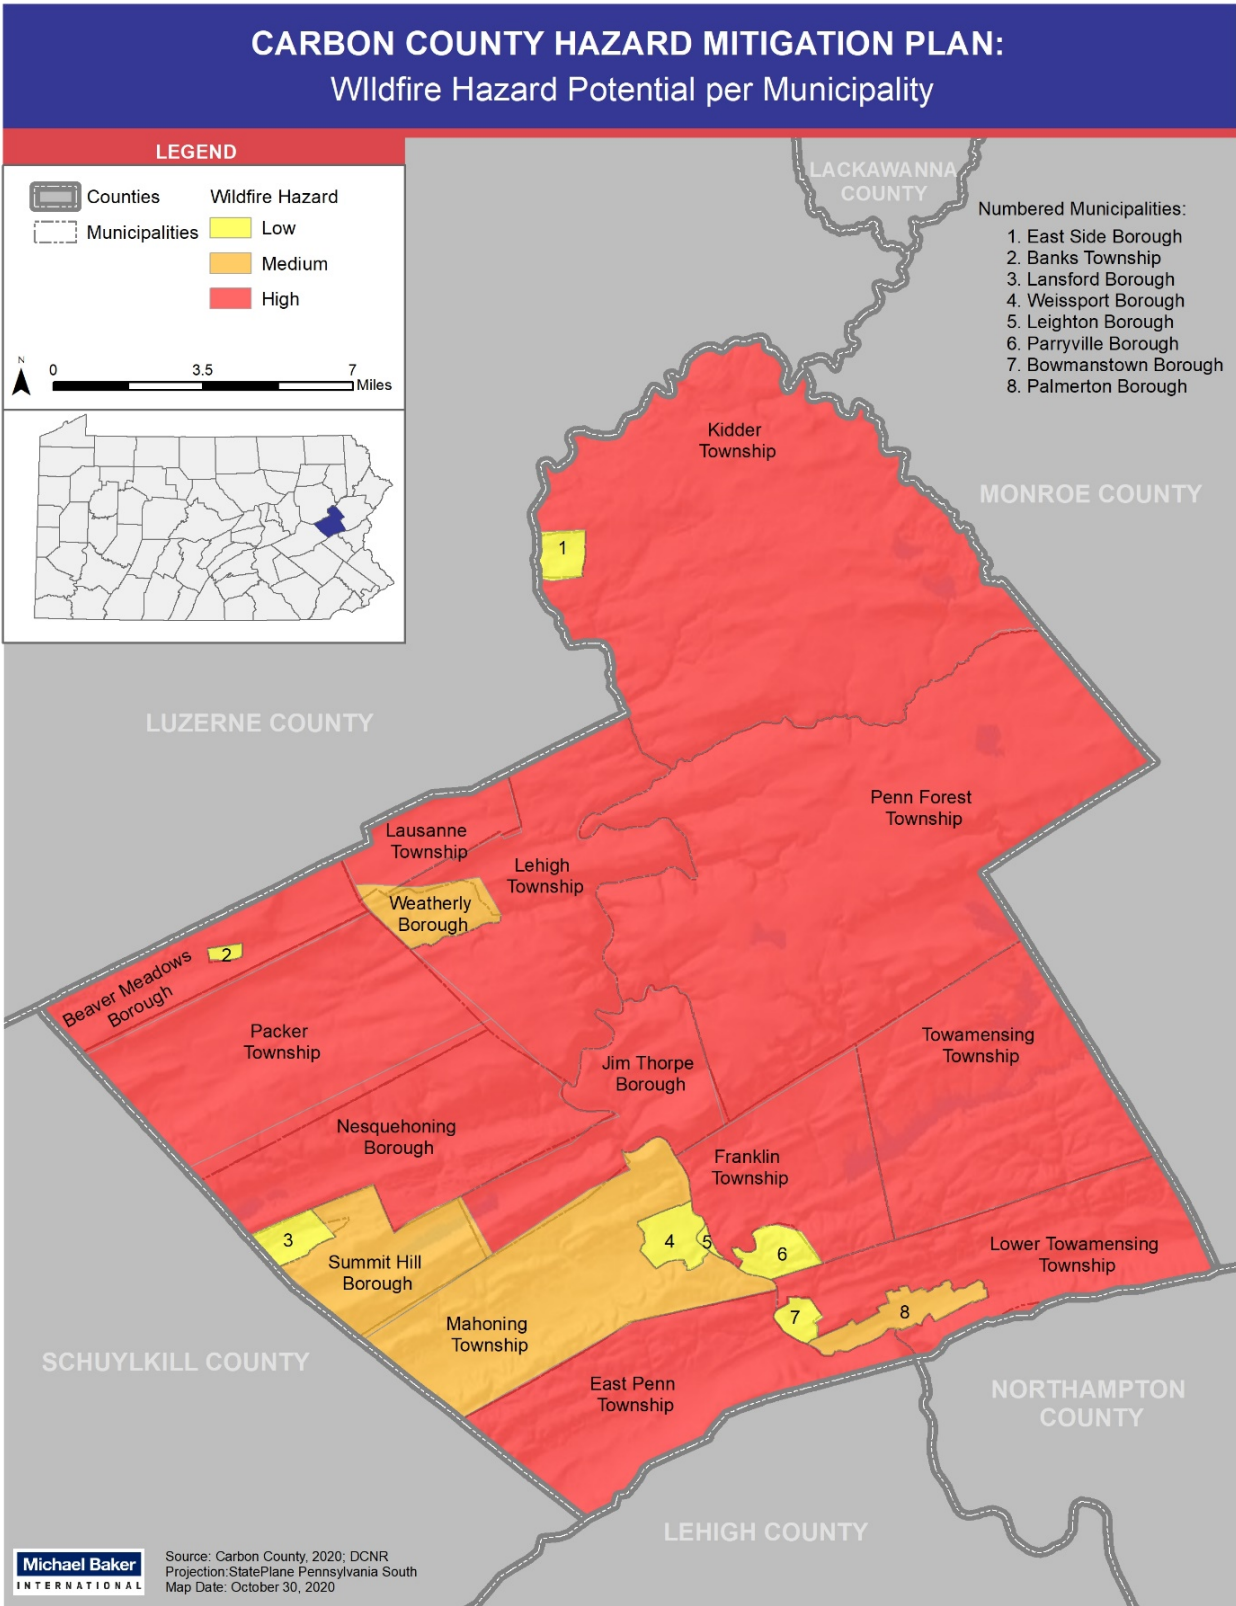 CARBON COUNTY HAZARD MITIGATION PLAN:
WIldfire Hazard Potential per Municipality
LEGEND
Counties
Municipalities
Wildfire Hazard
Low
Medium
High
N
0 3.5 7
Miles
LACKAWANNA
COUNTY
Numbered Municipalities:
1. East Side Borough
2. Banks Township
3. Lansford Borough
4. Weissport Borough
5. Leighton Borough
6. Parryville Borough
7. Bowmanstown Borough
8. Palmerton Borough
Kidder
Township
MONROE COUNTY
1
LUZERNE COUNTY
Penn Forest
Township
Lausanne
Township
Lehigh
Township
Weatherly
Borough
2
Beaver Meadows
Borough
Packer
Township
Towamensing
Township
Jim Thorpe
Borough
Nesquehoning
Borough
Franklin
Township
3
4
5
6
Summit Hill
Borough
Lower Towamensing
Township
7
8
Mahoning
Township
SCHUYLKILL COUNTY
East Penn
Township
NORTHAMPTON
COUNTY
LEHIGH COUNTY
Michael Baker
INTERNATIONAL
Source: Carbon County, 2020; DCNR
Projection:StatePlane Pennsylvania South
Map Date: October 30, 2020